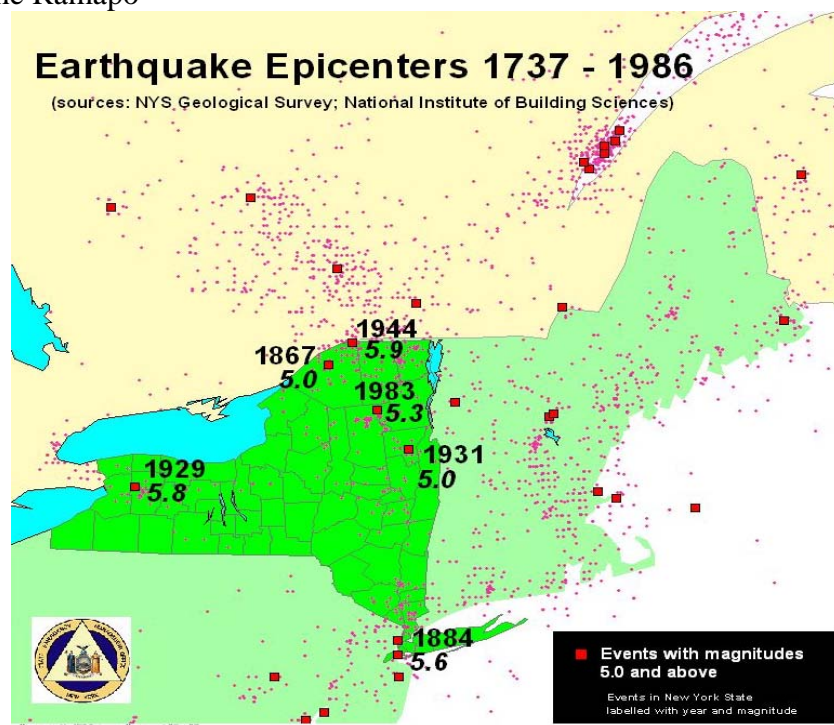 Earthquake Epicenters 1737 - 1986
(sources: NYS Geological Survey; National Institute of Building Sciences)
1944
5.9
1867
5.0
1983
5.3
1931
5.0
1929
5.8
1884
5.6
Events with magnitudes
5.0 and above
Events in New York State
labelled with year and magnitude
NEW YORK